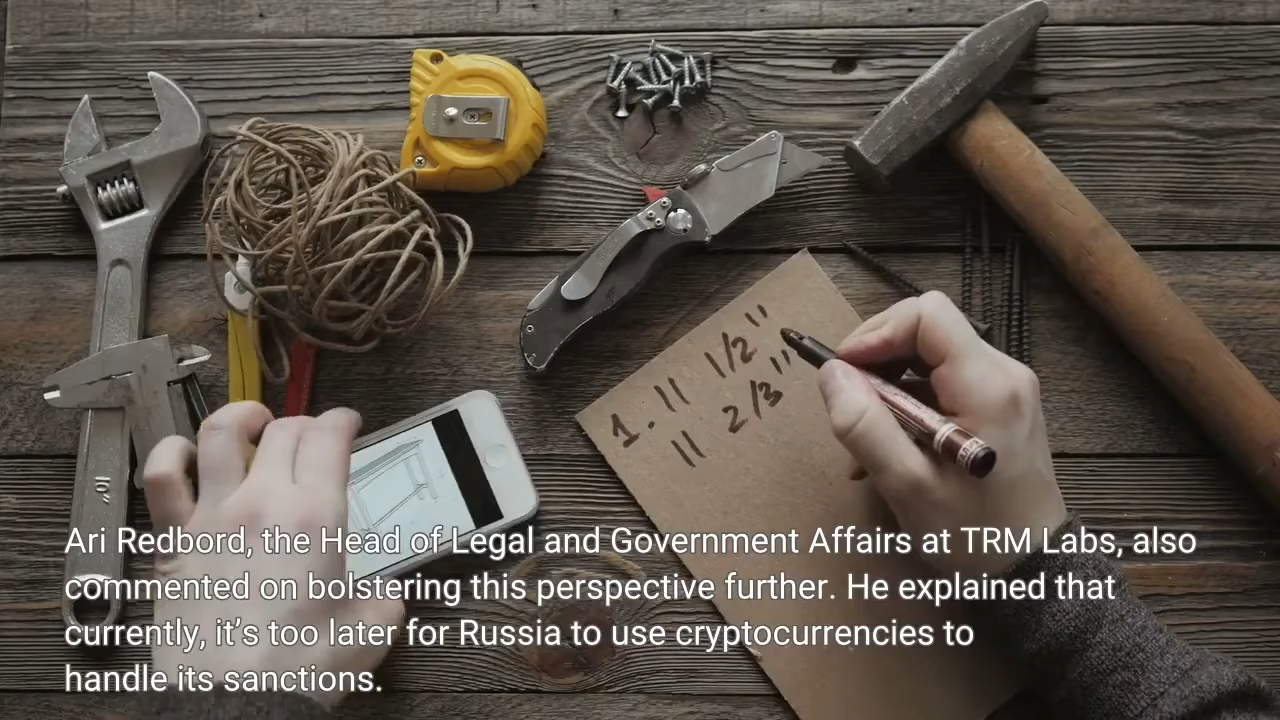 1. 11 1/2"
11 2/3"
10"
Ari Redbord, the Head of Legal and Government Affairs at TRM Labs, also
commented on bolstering this perspective further. He explained that
currently, it’s too later for Russia to use cryptocurrencies to
handle its sanctions.